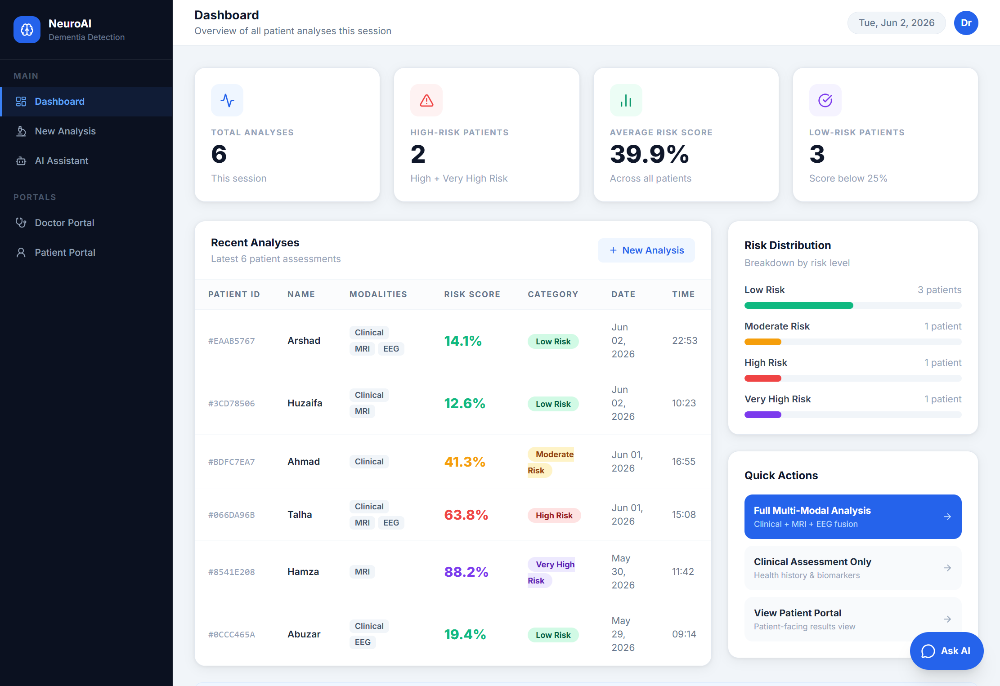 NeuroAI
Dementia Detection
MAIN
Dashboard
New Analysis
AI Assistant
PORTALS
Doctor Portal
Patient Portal
Dashboard
Overview of all patient analyses this session
Tue, Jun 2, 2026
Dr
TOTAL ANALYSES
6
This session
HIGH-RISK PATIENTS
2
High + Very High Risk
AVERAGE RISK SCORE
39.9%
Across all patients
LOW-RISK PATIENTS
3
Score below 25%
Recent Analyses
Latest 6 patient assessments
New Analysis
PATIENT ID NAME MODALITIES RISK SCORE CATEGORY DATE TIME
#EAAB5767 Arshad
Clinical
MRI EEG
14.1% Low Risk
Jun
02,
2026
22:53
#3CD78506 Huzaifa
Clinical
MRI
12.6% Low Risk
Jun
02,
2026
10:23
#BDFC7EA7 Ahmad Clinical 41.3%
Moderate
Risk
Jun 01,
2026
16:55
#066DA96B Talha
Clinical
MRI EEG
63.8% High Risk
Jun 01,
2026
15:08
#8541E208 Hamza MRI 88.2%
Very High
Risk
May
30,
2026
11:42
#0CCC465A Abuzar
Clinical
EEG
19.4% Low Risk
May
29,
2026
09:14
Risk Distribution
Breakdown by risk level
Low Risk 3 patients
Moderate Risk 1 patient
High Risk 1 patient
Very High Risk 1 patient
Quick Actions
Full Multi-Modal Analysis
Clinical + MRI + EEG fusion
Clinical Assessment Only
Health history & biomarkers
View Patient Portal
Patient-facing results view
Ask AI